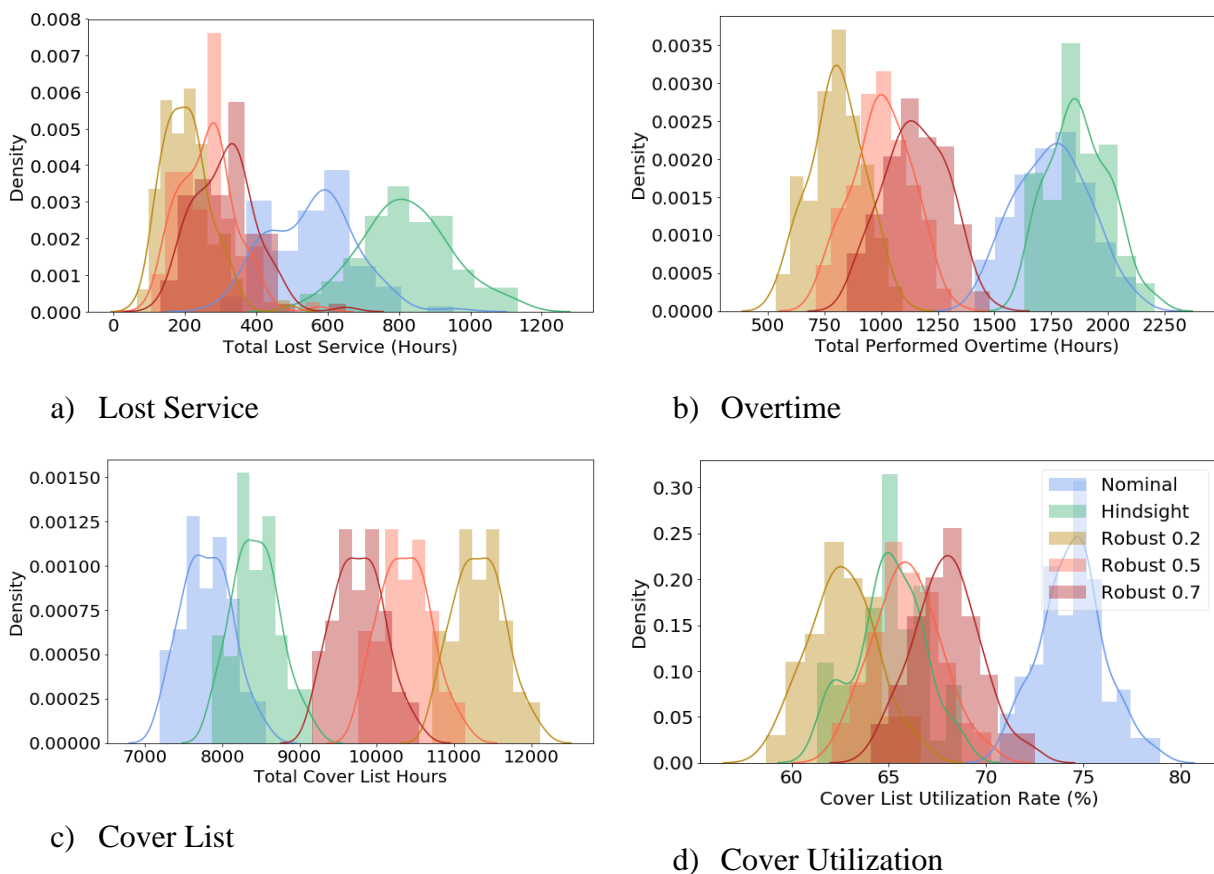 0.008
0.007
0.006
0.005
0.004
0.003
0.002
0.001
0.000
Density
0 200 400 600 800 1000 1200
Total Lost Service (Hours)
a) Lost Service
0.0035
0.0030
0.0025
0.0020
0.0015
0.0010
0.0005
0.0000
Density
500 750 1000 1250 1500 1750 2000 2250
Total Performed Overtime (Hours)
b) Overtime
0.00150
0.00125
0.00100
0.00075
0.00050
0.00025
0.00000
Density
7000 8000 9000 10000 11000 12000
Total Cover List Hours
c) Cover List
0.30
0.25
0.20
0.15
0.10
0.05
0.00
Density
Nominal
Hindsight
Robust 0.2
Robust 0.5
Robust 0.7
60 65 70 75 80
Cover List Utilization Rate (%)
d) Cover Utilization